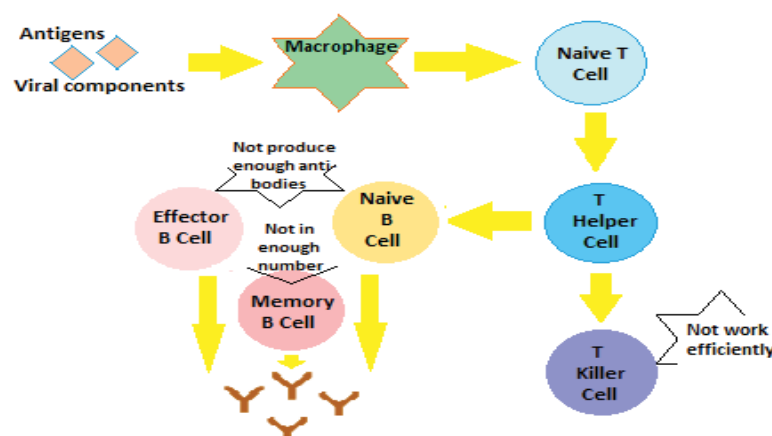 Antigens
Viral components
Macrophage
Naive T
Cell
Not produce
enough anti
bodies
Effector
B Cell
Naive
B
Cell
T
Helper
Cell
Not in
enough
number
Memory
B Cell
T
Killer
Cell
Not work
efficiently